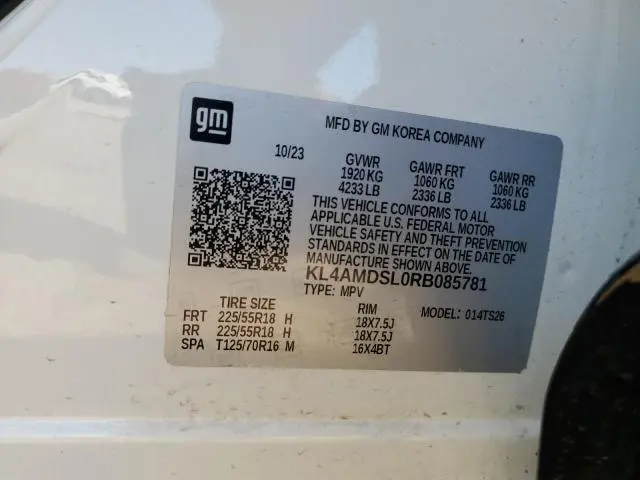 gm
MFD BY GM KOREA COMPANY
10/23
GVWR GAWR FRT GAWR RR
1920 KG 1060 KG 1060 KG
4233 LB 2336 LB 2336 LB
THIS VEHICLE CONFORMS TO ALL
APPLICABLE U.S. FEDERAL MOTOR
VEHICLE SAFETY AND THEFT PREVENTION
STANDARDS IN EFFECT ON THE DATE OF
MANUFACTURE SHOWN ABOVE.
KL4AMDSL0RB085781
TYPE: MPV
TIRE SIZE RIM MODEL: 014TS26
FRT 225/55R18 H 18X7.5J
RR 225/55R18 H 18X7.5J
SPA T125/70R16 M 16X4BT